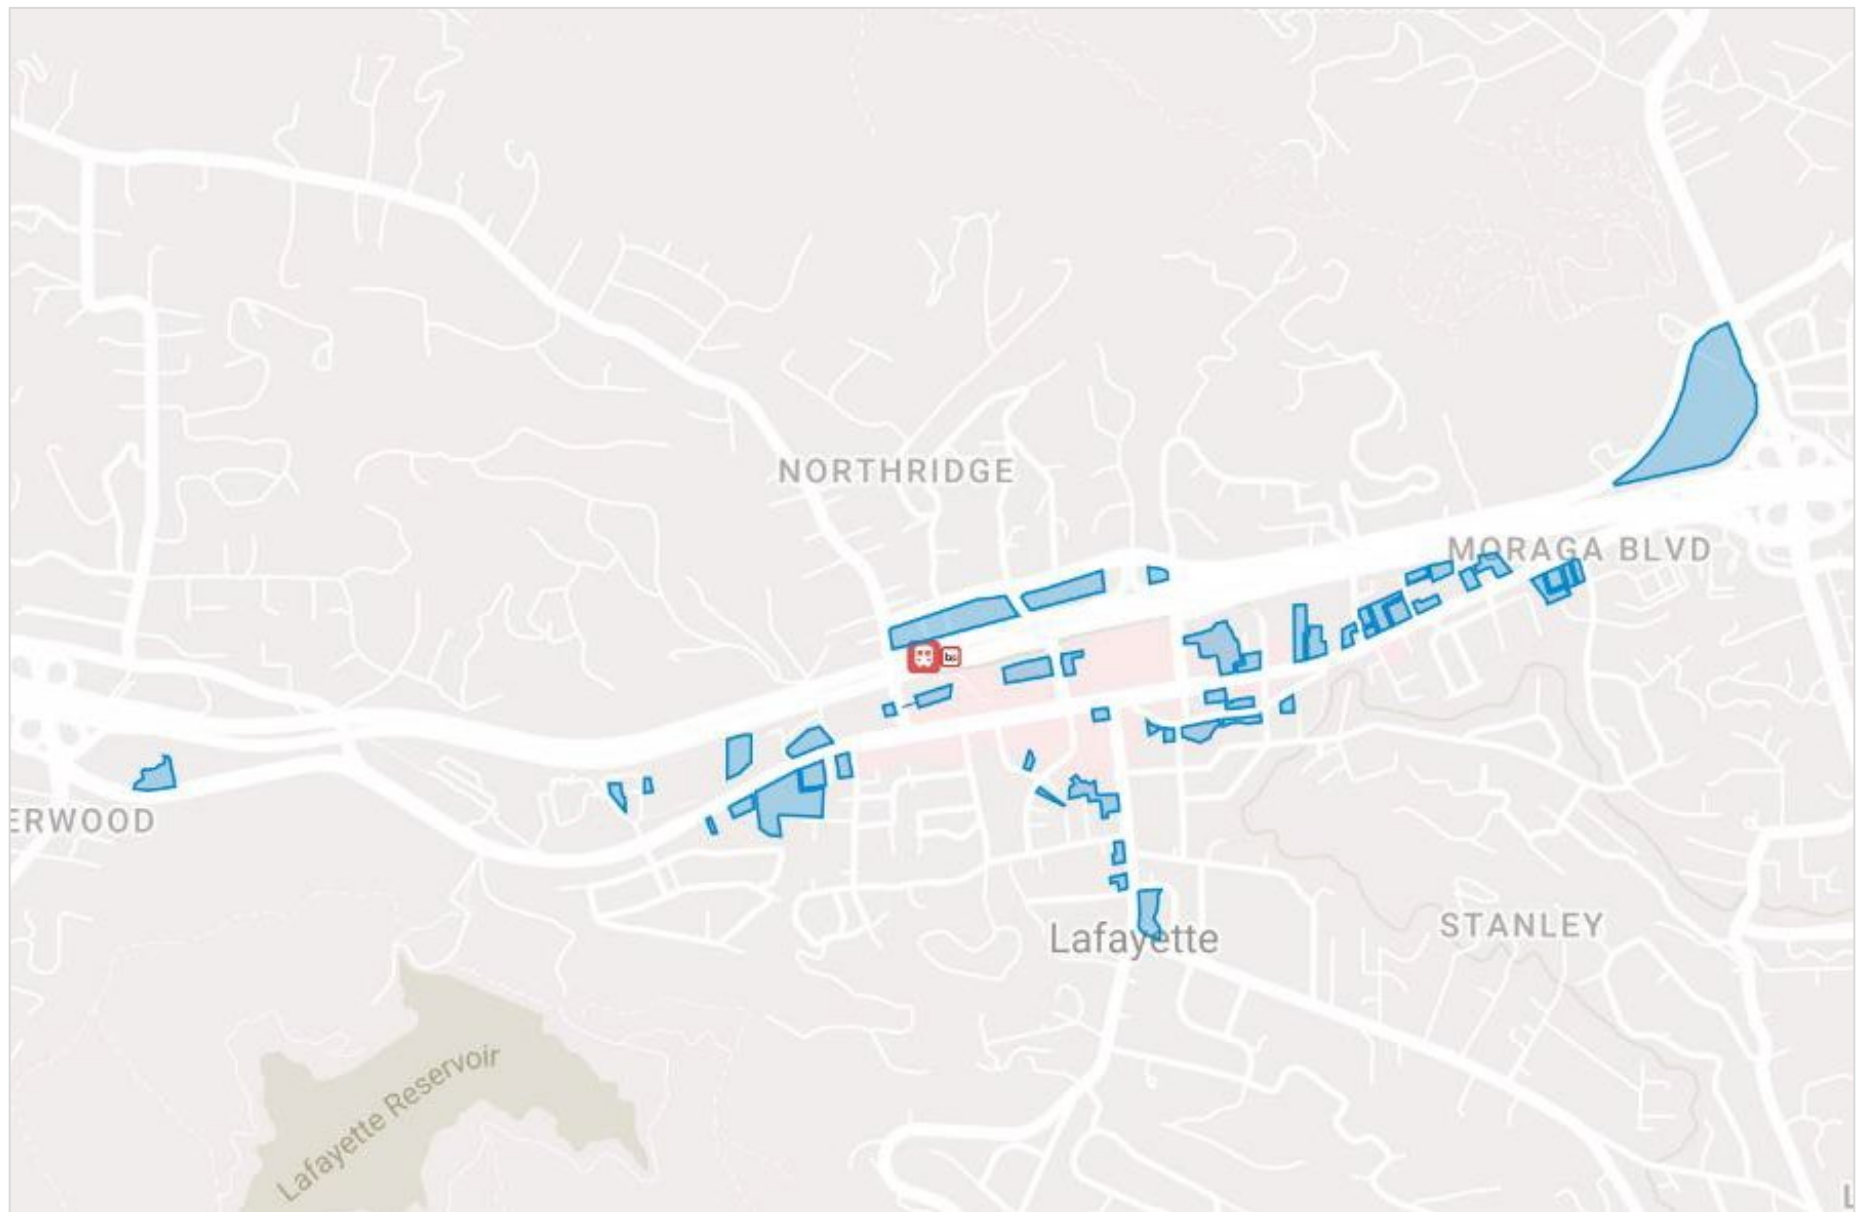 NORTHRIDGE
MORAGA BLVD
ERWOOD
Lafayette
STANLEY
Lafayette Reservoir
L